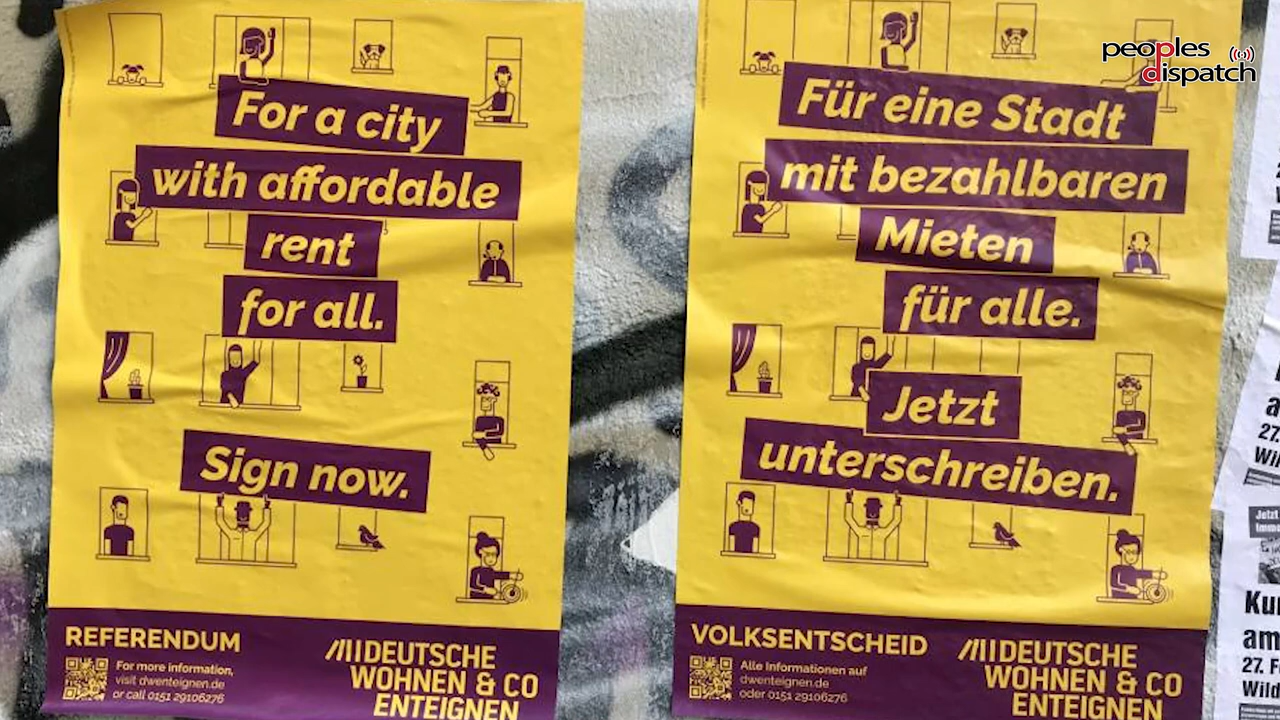 peoples
dispatch
For a city
with affordable
rent
for all.
Sign now.
REFERENDUM
For more information,
visit dwenteignen.de
or call 0151 29106276
DEUTSCHE
WOHNEN & CO
ENTEIGNEN
Für eine Stadt
mit bezahlbaren
Mieten
für alle.
Jetzt
unterschreiben.
VOLKSENTSCHEID
Alle Informationen auf
dwenteignen.de
oder 0151 29106276
DEUTSCHE
WOHNEN & CO
ENTEIGNEN
27.
Jetzt
am
27. F
Wild